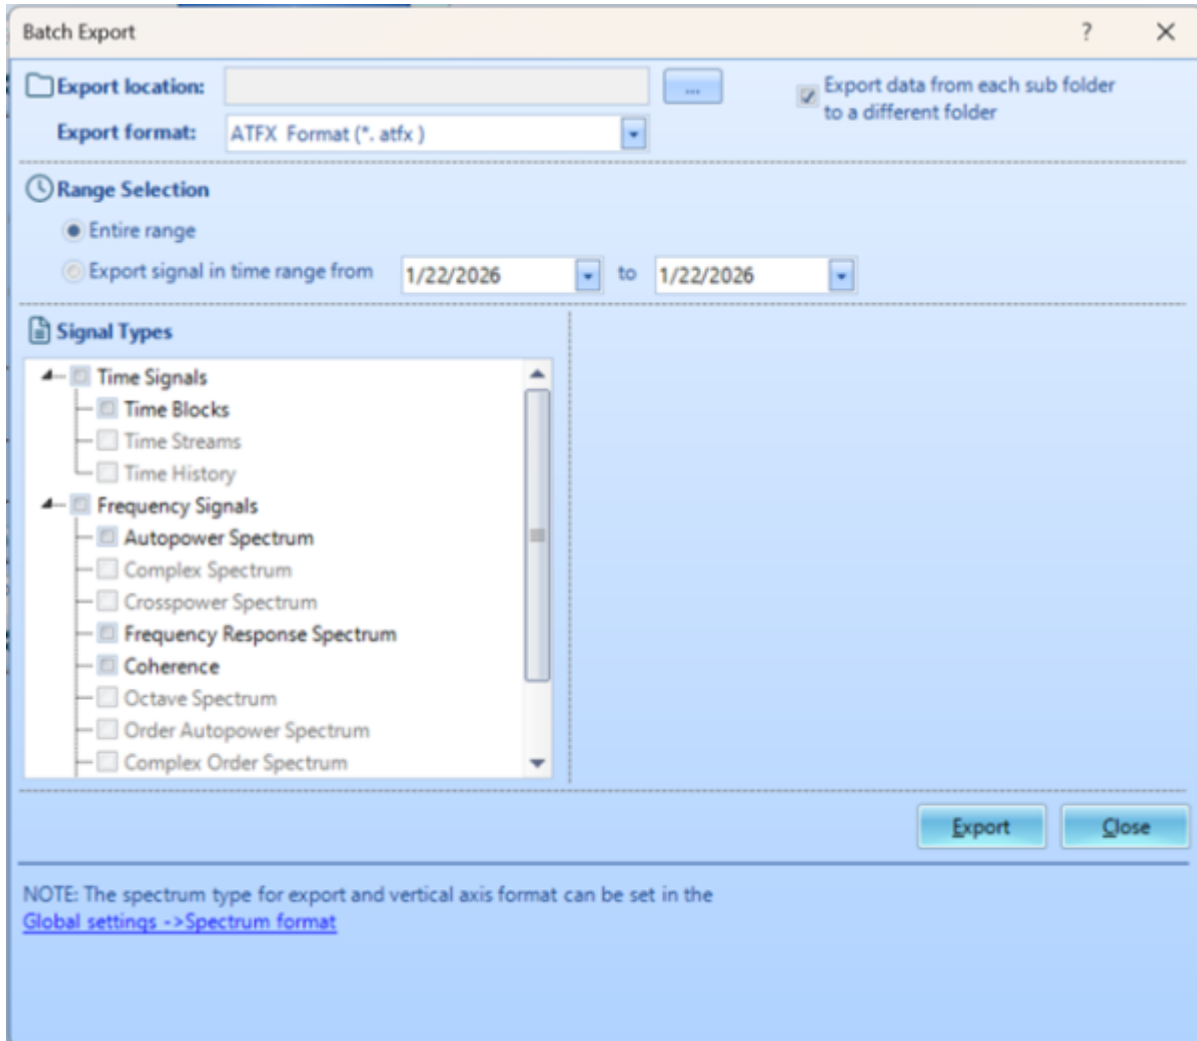 Batch Export ?
Export location: ...
Export data from each sub folder
to a different folder
Export format: ATFX Format (*. atfx )
Range Selection
Entire range
Export signal in time range from 1/22/2026 to 1/22/2026
Signal Types
Time Signals
Time Blocks
Time Streams
Time History
Frequency Signals
Autopower Spectrum
Complex Spectrum
Crosspower Spectrum
Frequency Response Spectrum
Coherence
Octave Spectrum
Order Autopower Spectrum
Complex Order Spectrum
Export Close
NOTE: The spectrum type for export and vertical axis format can be set in the
Global settings ->Spectrum format